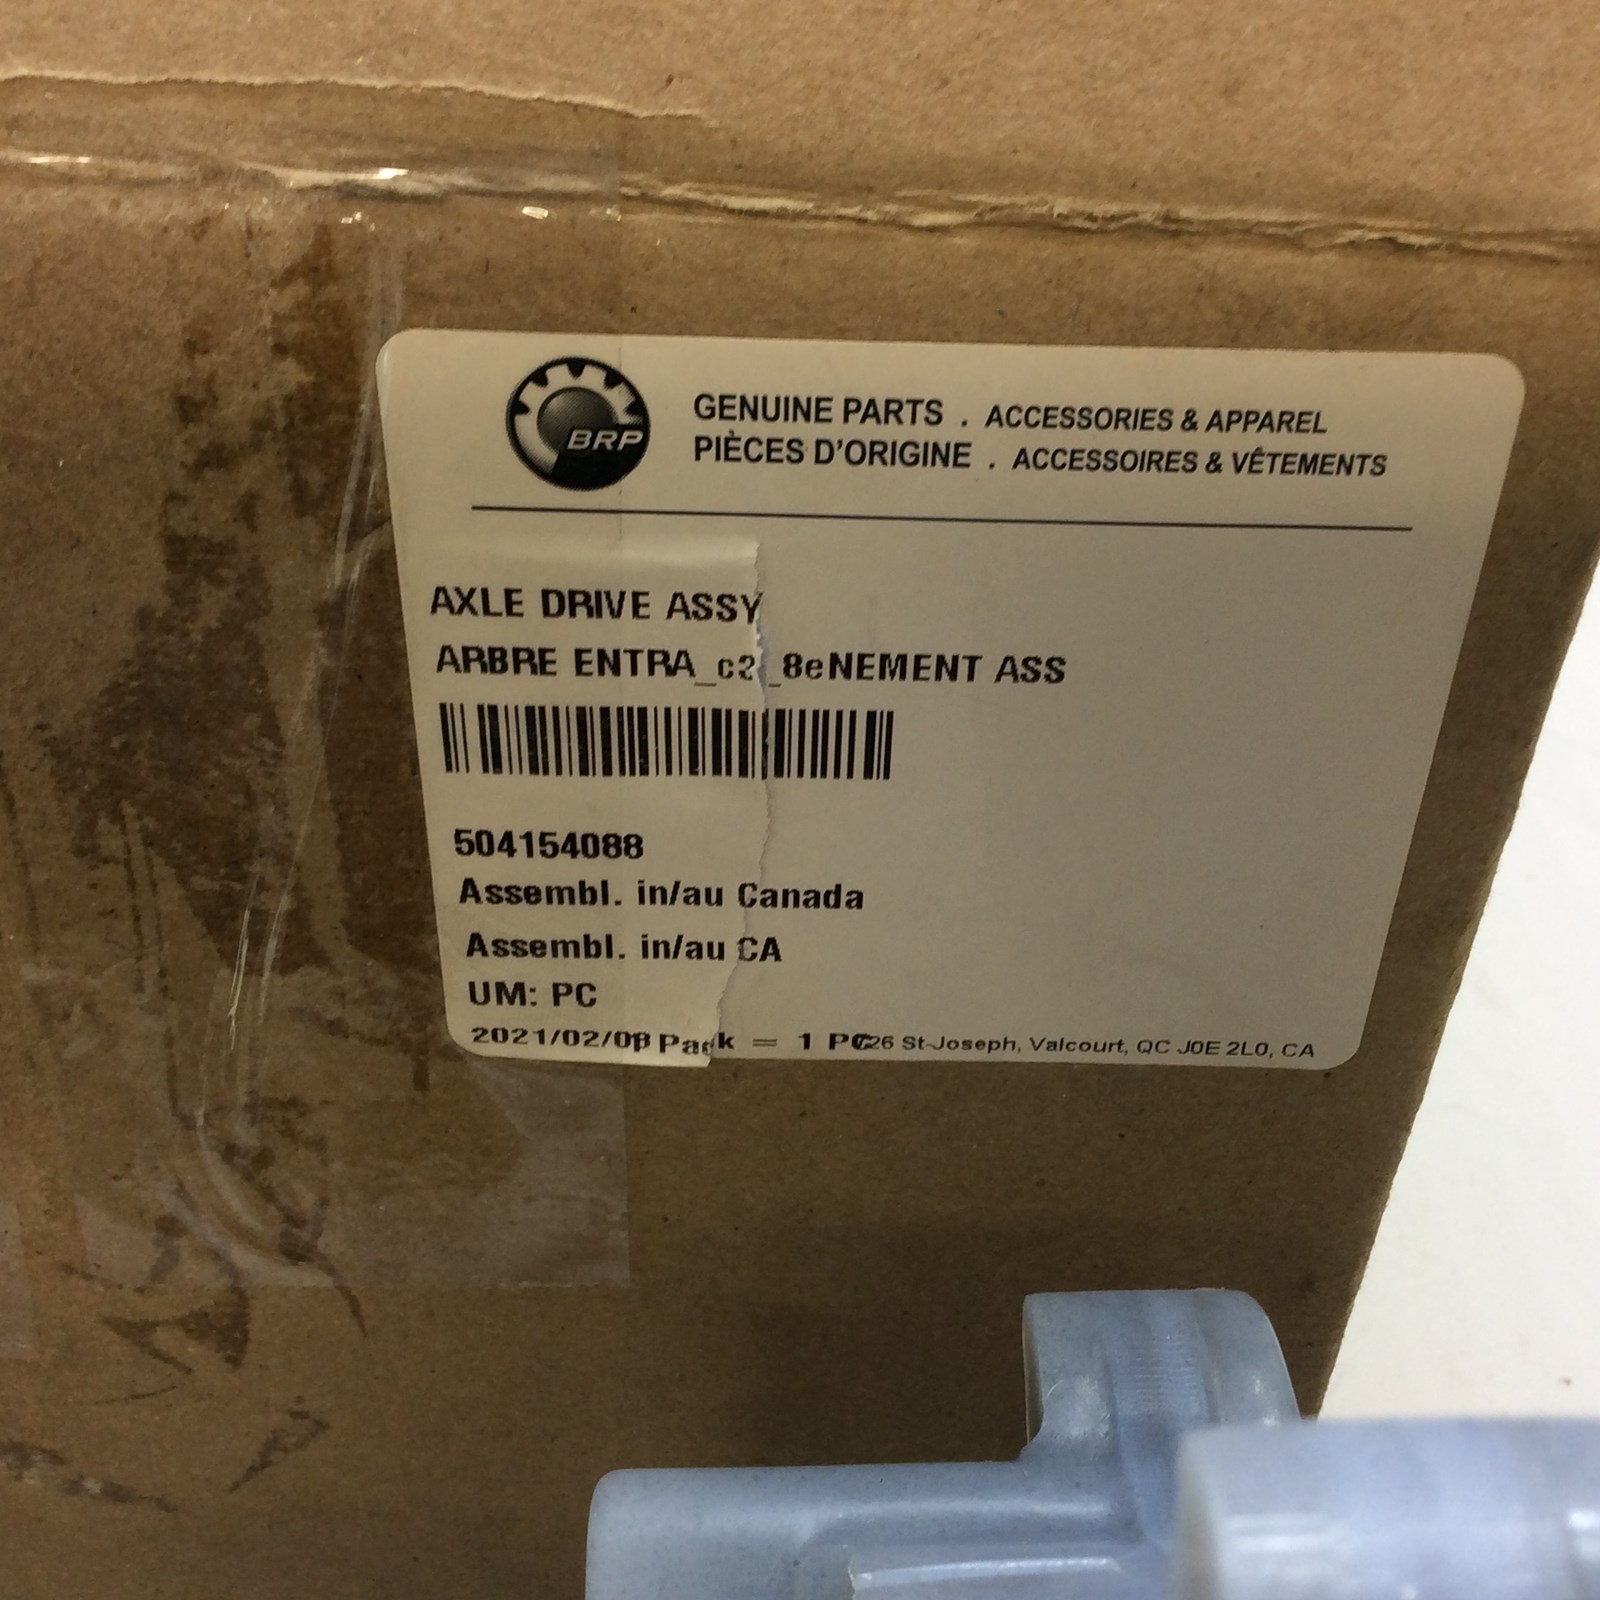 BRP
GENUINE PARTS . ACCESSORIES & APPAREL
PIÈCES D'ORIGINE . ACCESSOIRES & VÊTEMENTS
AXLE DRIVE ASSY
ARBRE ENTRA_c2_8eNEMENT ASS
504154088
Assembl. in/au Canada
Assembl. in/au CA
UM: PC
Pack = 1 PC St-Joseph, Valcourt, QC J0E 2L0, CA